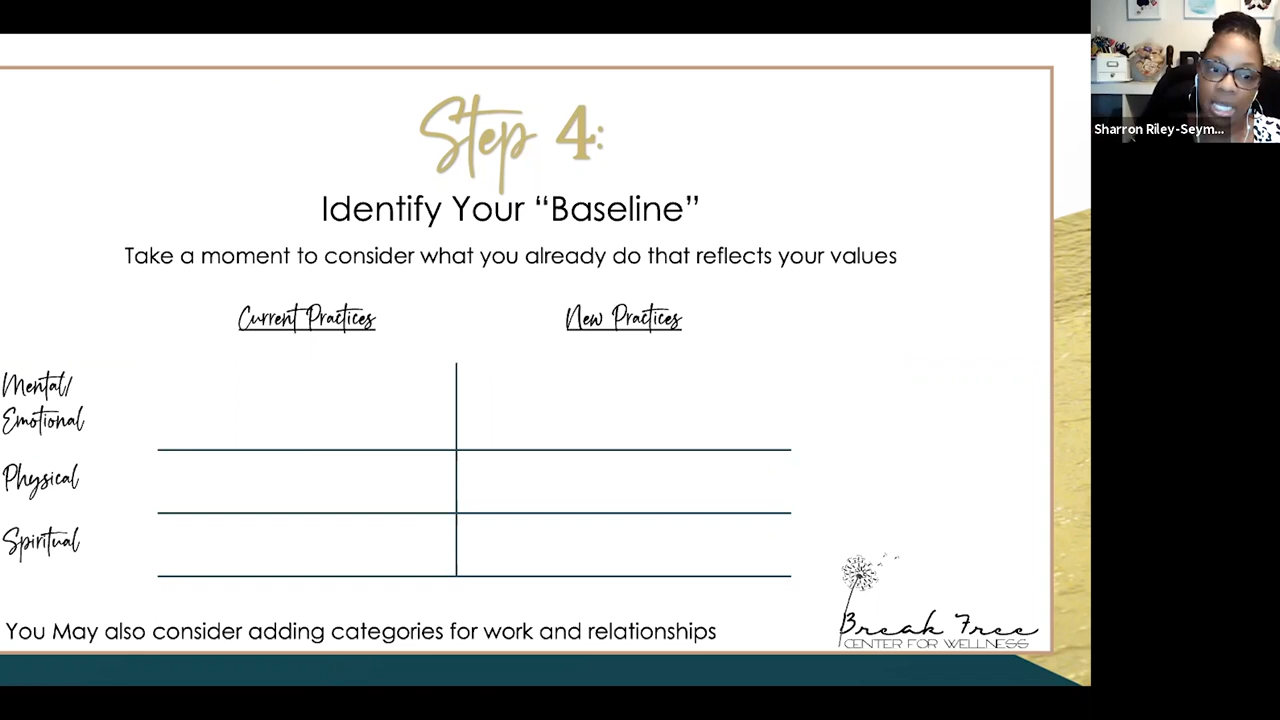 Step 4:
Identify Your “Baseline”
Take a moment to consider what you already do that reflects your values
Current Practices
New Practices
Mental/
Emotional
Physical
Spiritual
You May also consider adding categories for work and relationships
Break Free
CENTER FOR WELLNESS
Sharron Riley-Seym...